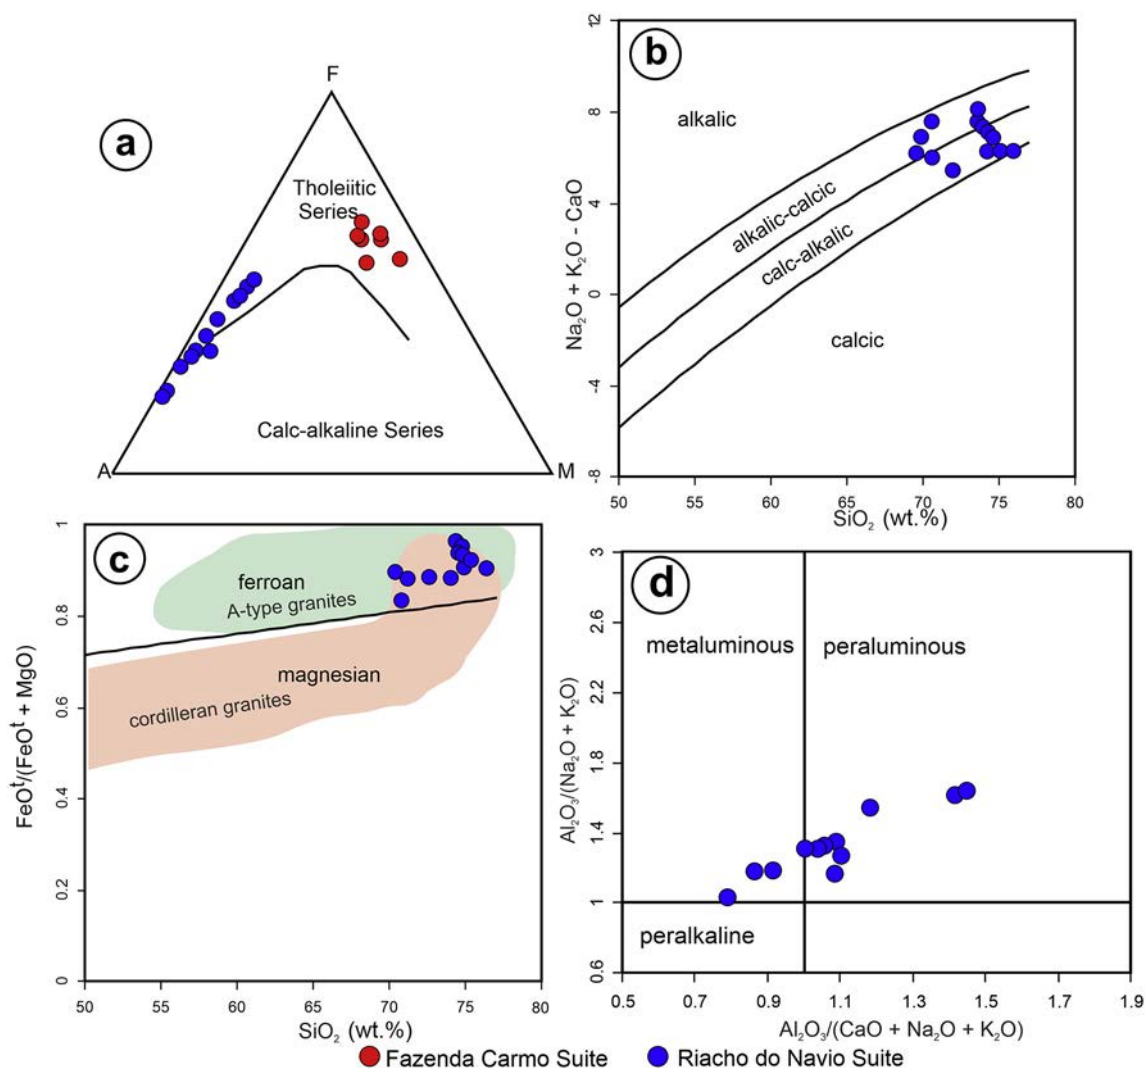 a
F
Tholeiitic
Series
Calc-alkaline Series
A
M
b
12
8
4
0
-4
-8
Na₂O + K₂O - CaO
alkalic
alkalic-calcic
calc-alkalic
calcic
50 55 60 65 70 75 80
SiO₂ (wt.%)
c
1
0.8
0.6
0.4
0.2
0
FeOᵗ/(FeOᵗ + MgO)
ferroan
A-type granites
magnesian
cordilleran granites
50 55 60 65 70 75 80
SiO₂ (wt.%)
d
3
2.6
2.2
1.8
1.4
1
0.6
Al₂O₃/(Na₂O + K₂O)
metaluminous
peraluminous
peralkaline
0.5 0.7 0.9 1.1 1.3 1.5 1.7 1.9
Al₂O₃/(CaO + Na₂O + K₂O)
Fazenda Carmo Suite
Riacho do Navio Suite